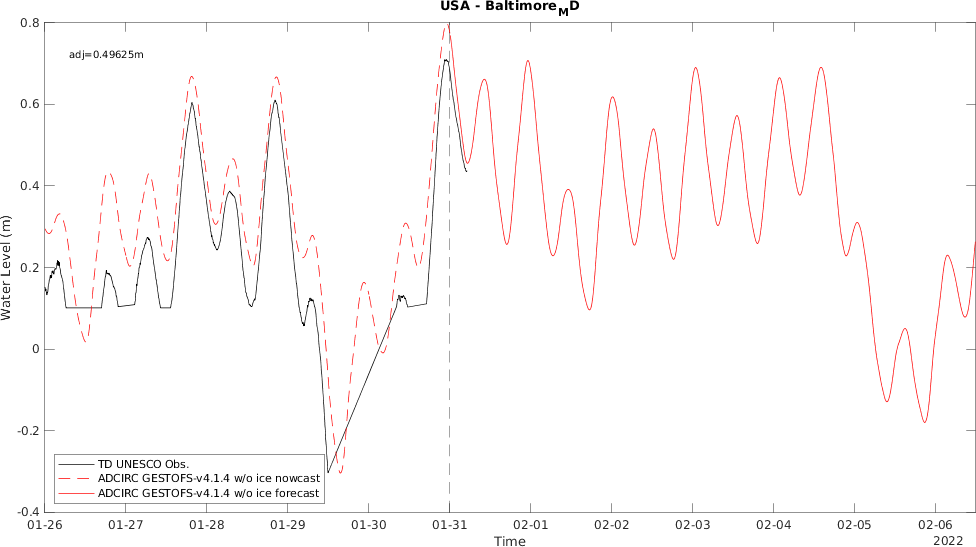 USA - Baltimore_MD
0.8
adj=0.49625m
0.6
0.4
0.2
0
-0.2
-0.4
Water Level (m)
TD UNESCO Obs.
ADCIRC GESTOFS-v4.1.4 w/o ice nowcast
ADCIRC GESTOFS-v4.1.4 w/o ice forecast
01-26 01-27 01-28 01-29 01-30 01-31 02-01 02-02 02-03 02-04 02-05 02-06
Time
2022